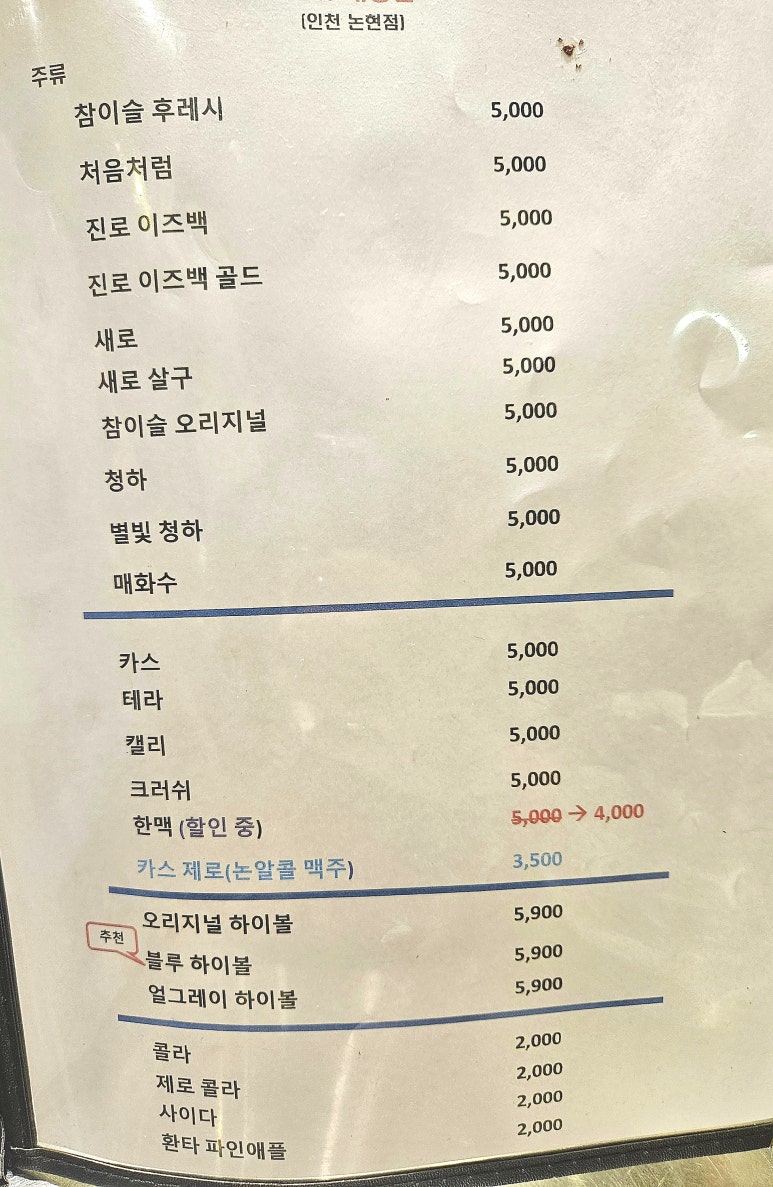 (인천 논현점)
주류
참이슬 후레시 5,000
처음처럼 5,000
진로 이즈백 5,000
진로 이즈백 골드 5,000
새로 5,000
새로 살구 5,000
참이슬 오리지널 5,000
청하 5,000
별빛 청하 5,000
매화수 5,000
카스 5,000
테라 5,000
캘리 5,000
크러쉬 5,000
한맥 (할인 중) 5,000 → 4,000
카스 제로(논알콜 맥주) 3,500
오리지널 하이볼 5,900
추천
블루 하이볼 5,900
얼그레이 하이볼 5,900
콜라 2,000
제로 콜라 2,000
사이다 2,000
환타 파인애플 2,000